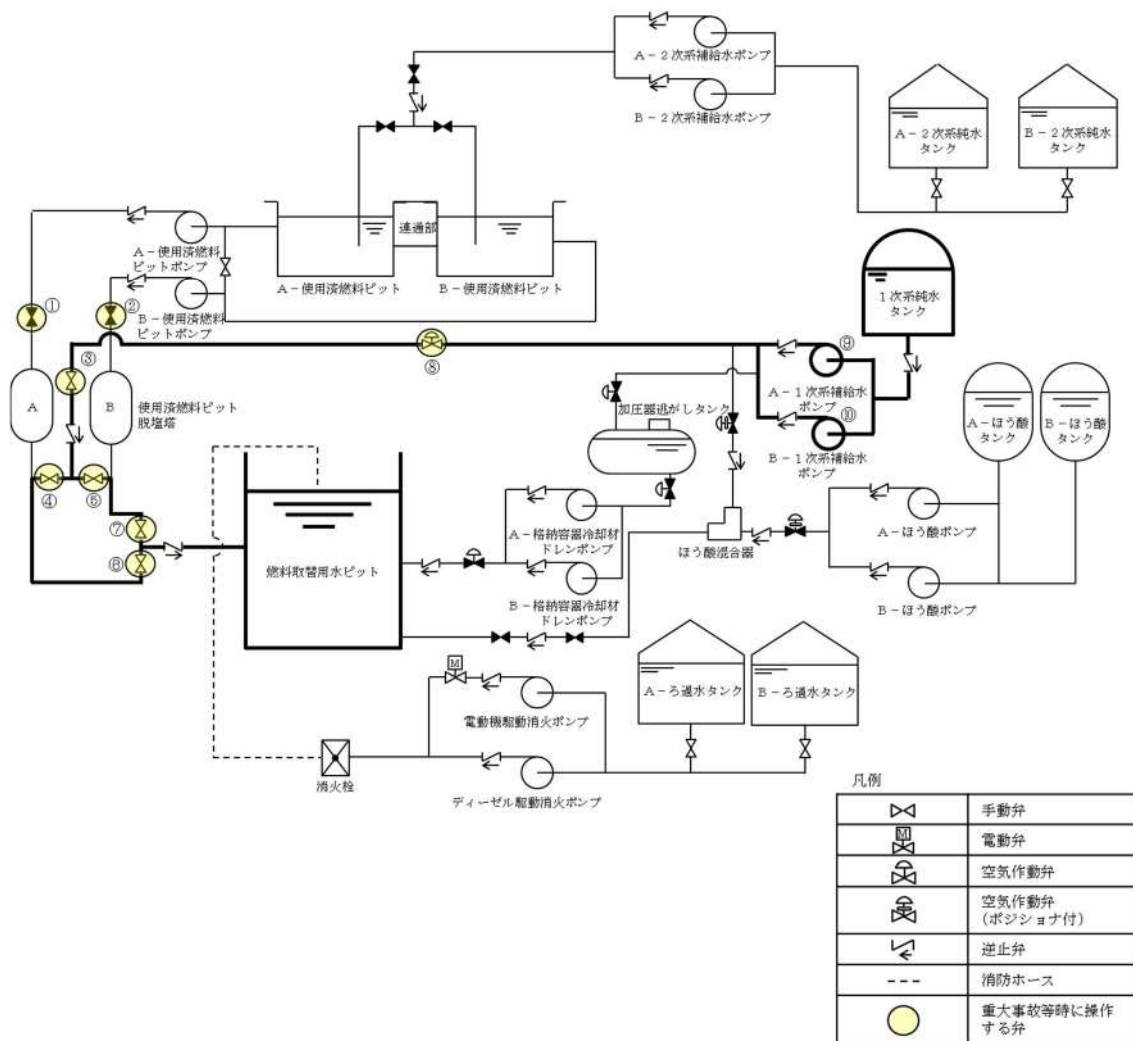 A-2次系補給水ポンプ
B-2次系補給水ポンプ
A-2次系純水
タンク
B-2次系純水
タンク
連通部
A-使用済燃料
ピットポンプ
A-使用済燃料ピット
B-使用済燃料ピット
1次系純水
タンク
①
②
B-使用済燃料
ピットポンプ
③
⑧
⑨
A
B
使用済燃料ピット
脱塩塔
加圧器逃がしタンク
A-1次系補給水
ポンプ
⑩
B-1次系補給水
ポンプ
A-ほう酸
タンク
B-ほう酸
タンク
④
⑥
⑦
⑧
燃料取替用水ピット
A-格納容器冷却材
ドレンポンプ
ほう酸混合器
A-ほう酸ポンプ
B-格納容器冷却材
ドレンポンプ
B-ほう酸ポンプ
M
電動機駆動消火ポンプ
A-ろ過水タンク
B-ろ過水タンク
消火栓
ディーゼル駆動消火ポンプ
凡例
手動弁
M
電動弁
空気作動弁
空気作動弁
(ポジショナ付)
逆止弁
消防ホース
重大事故等時に操作
する弁